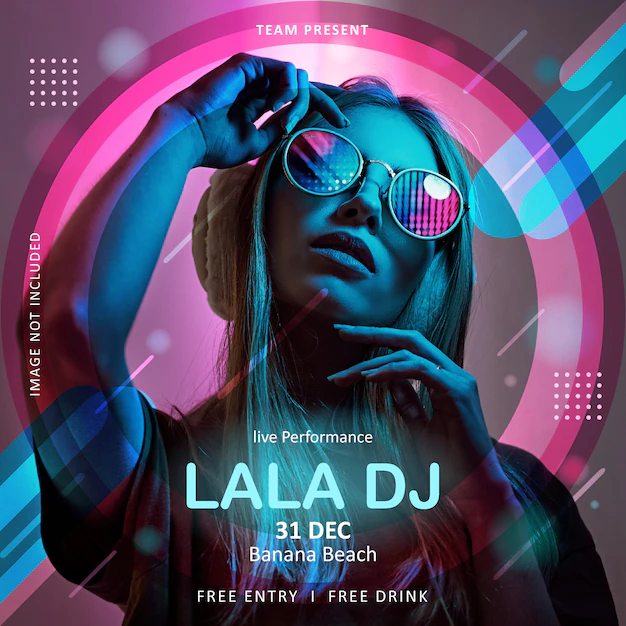 TEAM PRESENT
IMAGE NOT INCLUDED
live Performance
LALA DJ
31 DEC
Banana Beach
FREE ENTRY I FREE DRINK